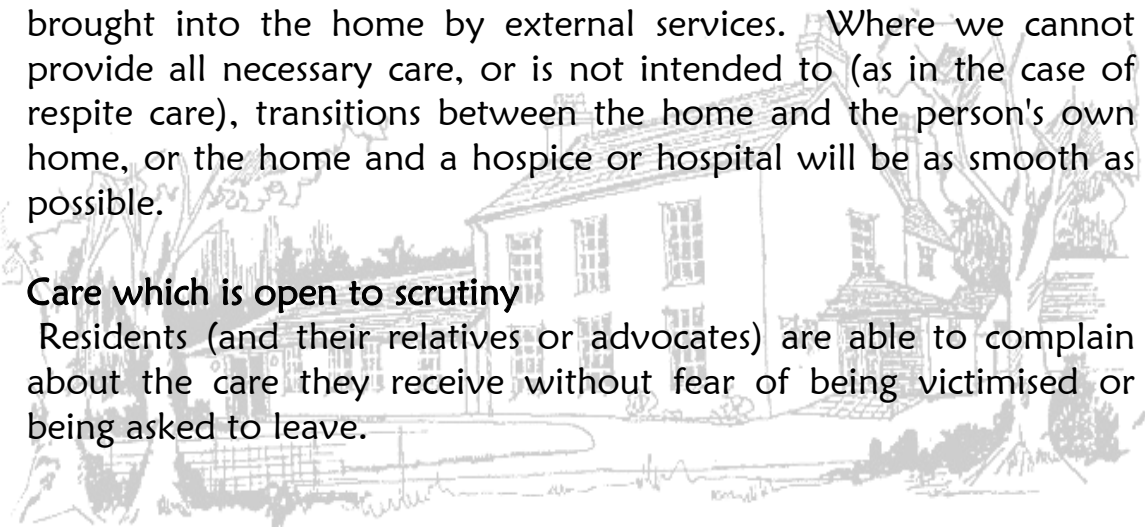 brought into the home by external services. Where we cannot
provide all necessary care, or is not intended to (as in the case of
respite care), transitions between the home and the person's own
home, or the home and a hospice or hospital will be as smooth as
possible.
Care which is open to scrutiny
Residents (and their relatives or advocates) are able to complain
about the care they receive without fear of being victimised or
being asked to leave.